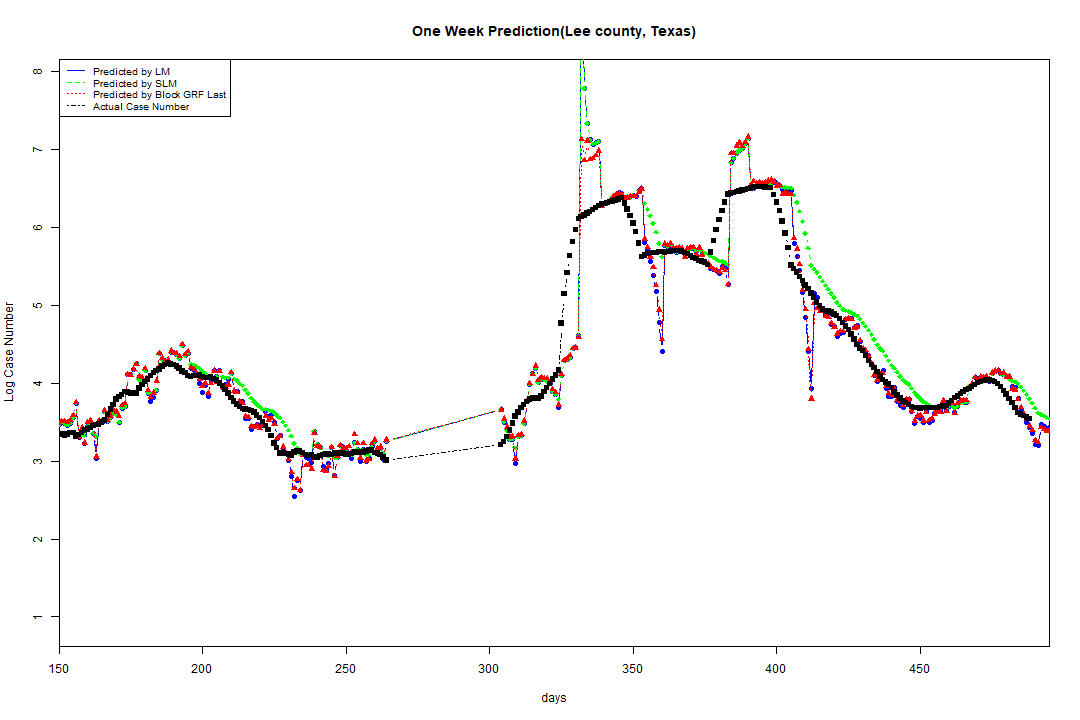 One Week Prediction(Lee county, Texas)
Predicted by LM
Predicted by SLM
Predicted by Block GRF Last
Actual Case Number
Log Case Number
8
7
6
5
4
3
2
1
150 200 250 300 350 400 450
days